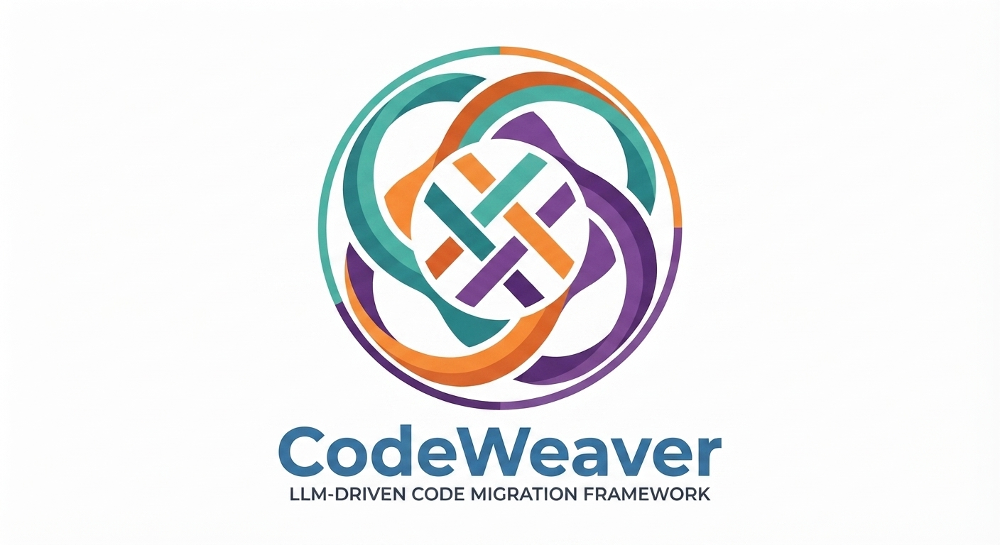 CodeWeaver
LLM-DRIVEN CODE MIGRATION FRAMEWORK